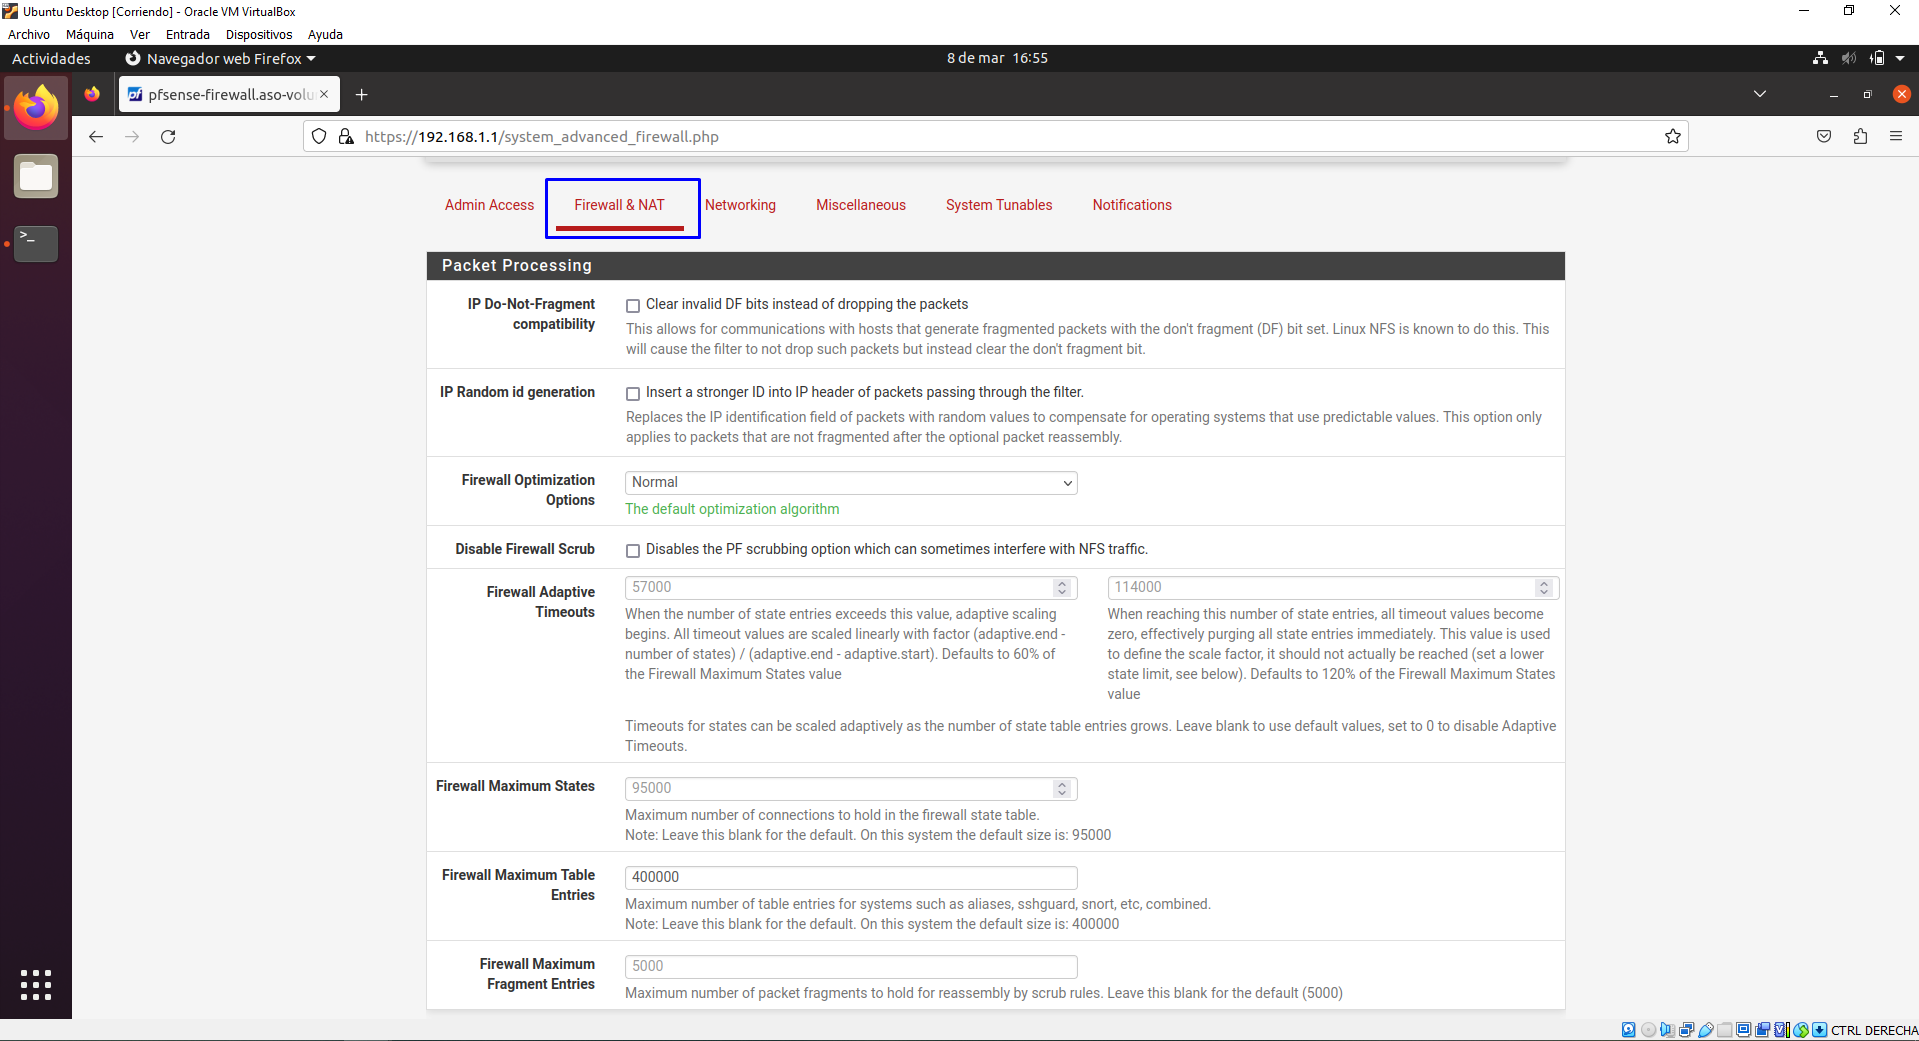 Ubuntu Desktop [Corriendo] - Oracle VM VirtualBox
Archivo Máquina Ver Entrada Dispositivos Ayuda
Actividades Navegador web Firefox 8 de mar 16:55
pfsense-firewall.aso-volu
https://192.168.1.1/system_advanced_firewall.php
Admin Access Firewall & NAT Networking Miscellaneous System Tunables Notifications
Packet Processing
IP Do-Not-Fragment compatibility
Clear invalid DF bits instead of dropping the packets
This allows for communications with hosts that generate fragmented packets with the don't fragment (DF) bit set. Linux NFS is known to do this. This
will cause the filter to not drop such packets but instead clear the don't fragment bit.
IP Random id generation
Insert a stronger ID into IP header of packets passing through the filter.
Replaces the IP identification field of packets with random values to compensate for operating systems that use predictable values. This option only
applies to packets that are not fragmented after the optional packet reassembly.
Firewall Optimization
Options
Normal
The default optimization algorithm
Disable Firewall Scrub
Disables the PF scrubbing option which can sometimes interfere with NFS traffic.
Firewall Adaptive
Timeouts
57000
When the number of state entries exceeds this value, adaptive scaling
begins. All timeout values are scaled linearly with factor (adaptive.end -
number of states) / (adaptive.end - adaptive.start). Defaults to 60% of
the Firewall Maximum States value
114000
When reaching this number of state entries, all timeout values become
zero, effectively purging all state entries immediately. This value is used
to define the scale factor, it should not actually be reached (set a lower
state limit, see below). Defaults to 120% of the Firewall Maximum States
value
Timeouts for states can be scaled adaptively as the number of state table entries grows. Leave blank to use default values, set to 0 to disable Adaptive
Timeouts.
Firewall Maximum States
95000
Maximum number of connections to hold in the firewall state table.
Note: Leave this blank for the default. On this system the default size is: 95000
Firewall Maximum Table
Entries
400000
Maximum number of table entries for systems such as aliases, sshguard, snort, etc, combined.
Note: Leave this blank for the default. On this system the default size is: 400000
Firewall Maximum
Fragment Entries
5000
Maximum number of packet fragments to hold for reassembly by scrub rules. Leave this blank for the default (5000)
CTRL DERECHA